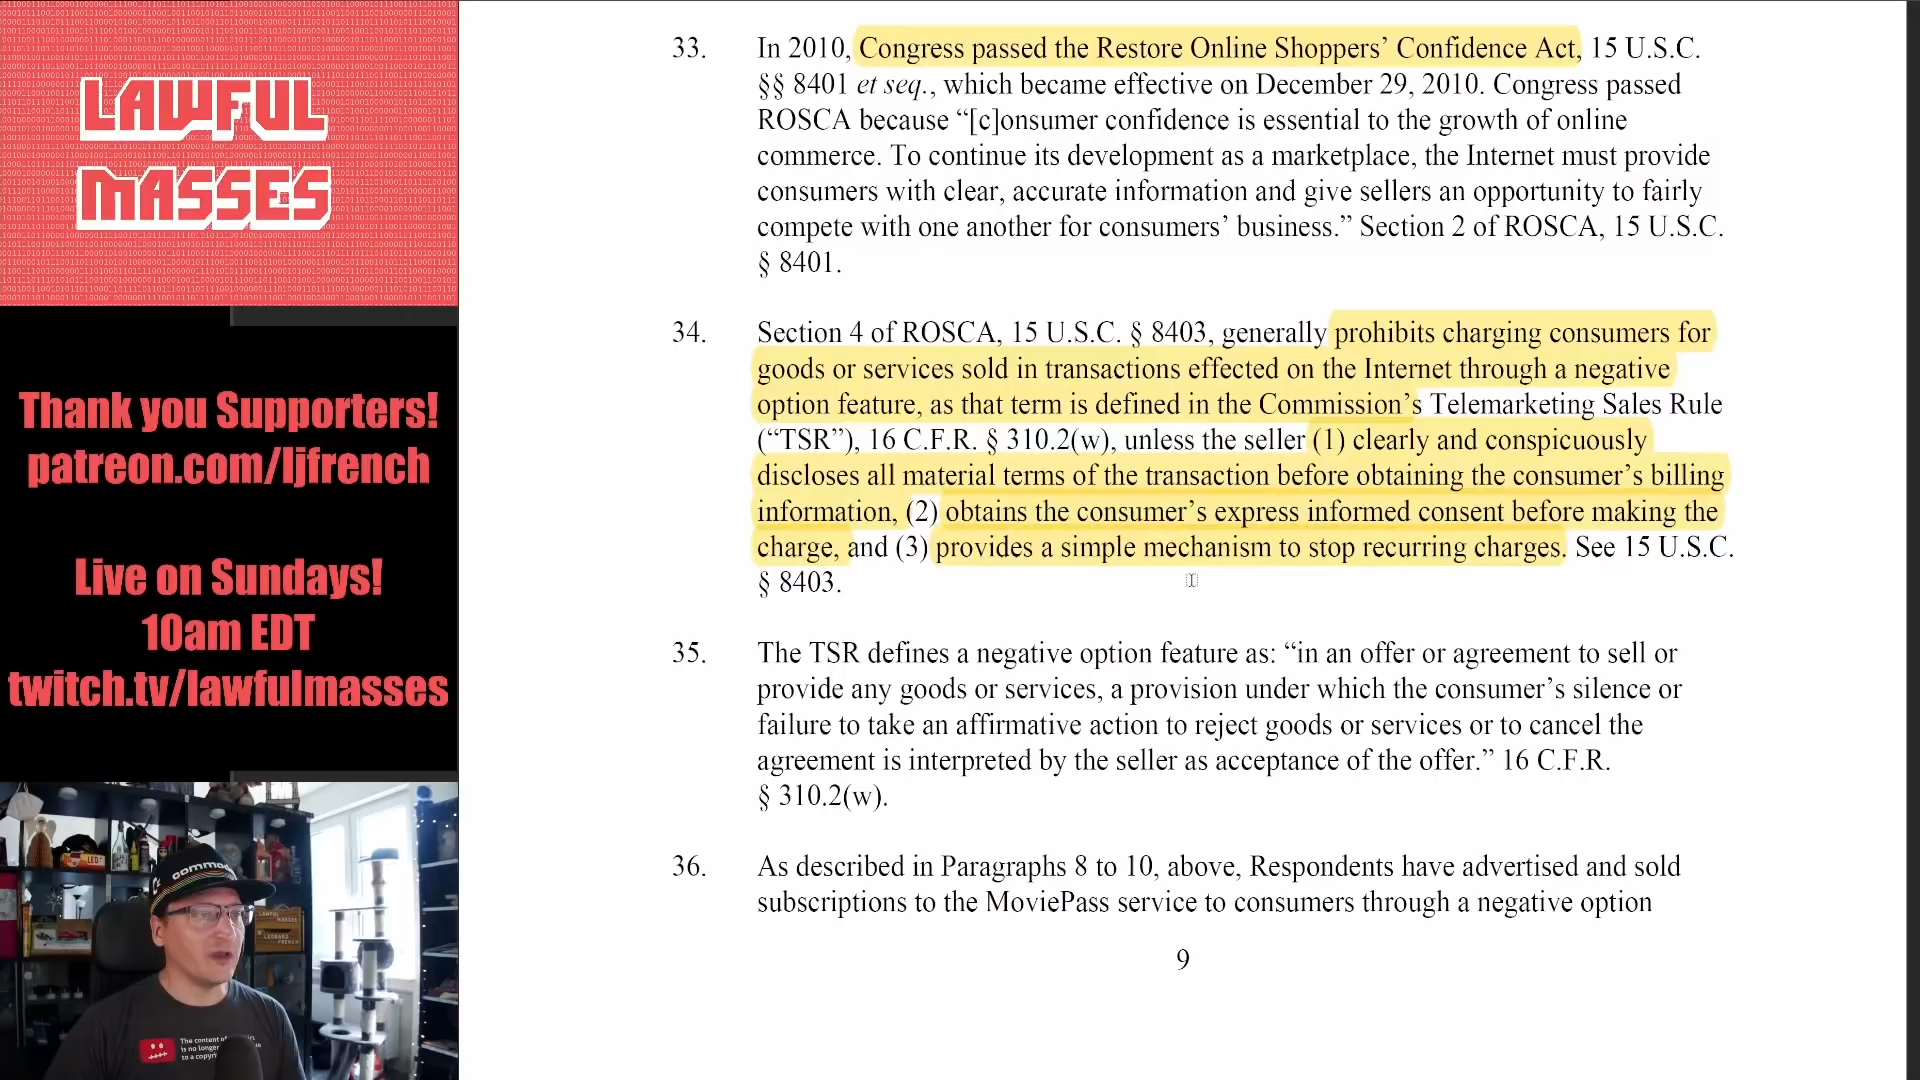 LAWFUL
MASSES
Thank you Supporters!
patreon.com/ljfrench
Live on Sundays!
10am EDT
twitch.tv/lawfulmasses
33. In 2010, Congress passed the Restore Online Shoppers’ Confidence Act, 15 U.S.C.
§§ 8401 et seq., which became effective on December 29, 2010. Congress passed
ROSCA because “[c]onsumer confidence is essential to the growth of online
commerce. To continue its development as a marketplace, the Internet must provide
consumers with clear, accurate information and give sellers an opportunity to fairly
compete with one another for consumers’ business.” Section 2 of ROSCA, 15 U.S.C.
§ 8401.
34. Section 4 of ROSCA, 15 U.S.C. § 8403, generally prohibits charging consumers for
goods or services sold in transactions effected on the Internet through a negative
option feature, as that term is defined in the Commission’s Telemarketing Sales Rule
(“TSR”), 16 C.F.R. § 310.2(w), unless the seller (1) clearly and conspicuously
discloses all material terms of the transaction before obtaining the consumer’s billing
information, (2) obtains the consumer’s express informed consent before making the
charge, and (3) provides a simple mechanism to stop recurring charges. See 15 U.S.C.
§ 8403.
35. The TSR defines a negative option feature as: “in an offer or agreement to sell or
provide any goods or services, a provision under which the consumer’s silence or
failure to take an affirmative action to reject goods or services or to cancel the
agreement is interpreted by the seller as acceptance of the offer.” 16 C.F.R.
§ 310.2(w).
36. As described in Paragraphs 8 to 10, above, Respondents have advertised and sold
subscriptions to the MoviePass service to consumers through a negative option
9
LED
LAWFUL
MASSES
LEONARD
FRENCH
The content of
is no longer
to a copyri